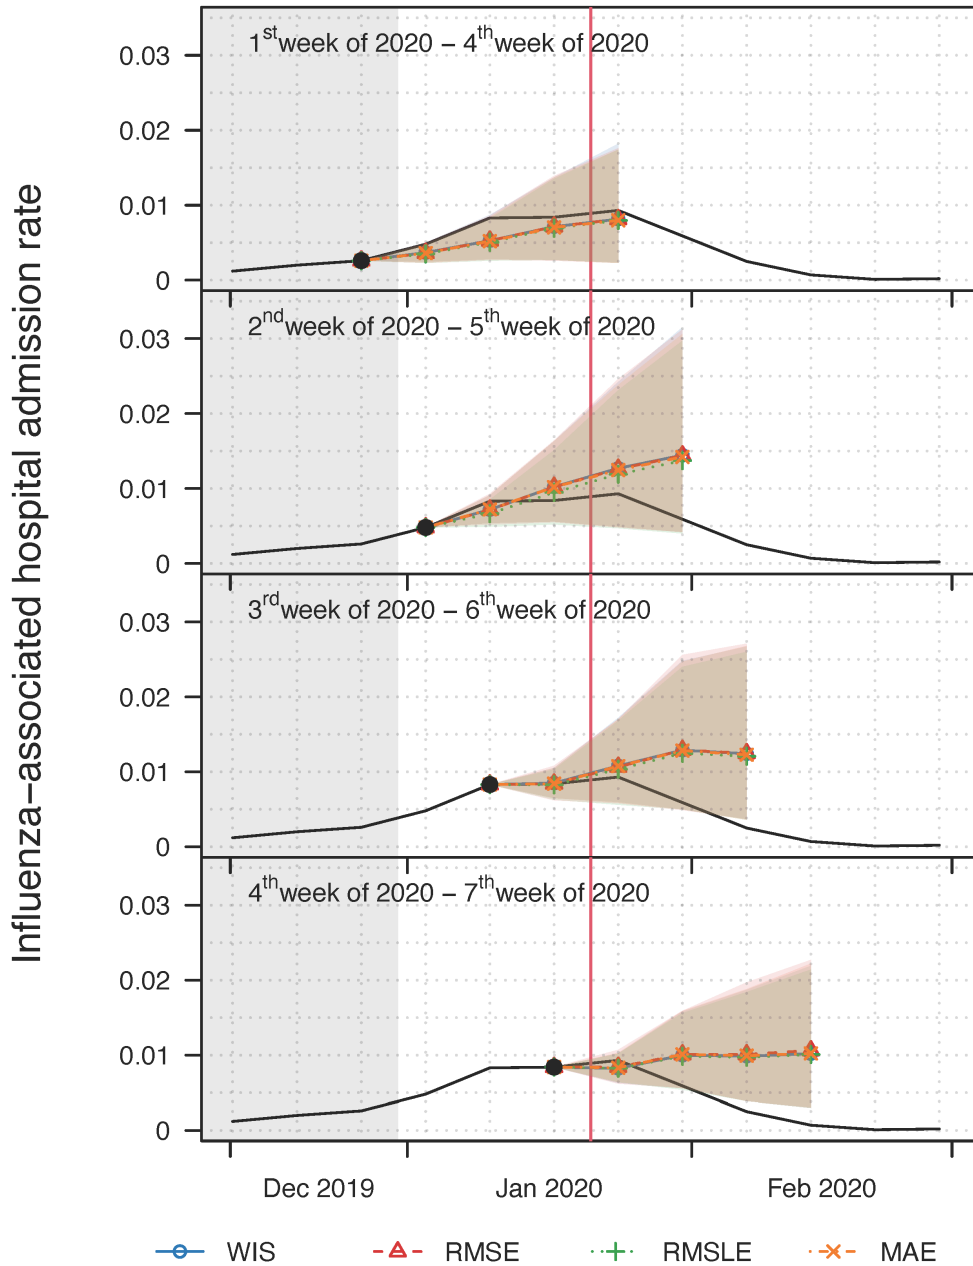 Influenza−associated hospital admission rate
1st week of 2020 − 4th week of 2020
0.03
0.02
0.01
0
2nd week of 2020 − 5th week of 2020
0.03
0.02
0.01
0
3rd week of 2020 − 6th week of 2020
0.03
0.02
0.01
0
4th week of 2020 − 7th week of 2020
0.03
0.02
0.01
0
Dec 2019 Jan 2020 Feb 2020
WIS RMSE RMSLE MAE